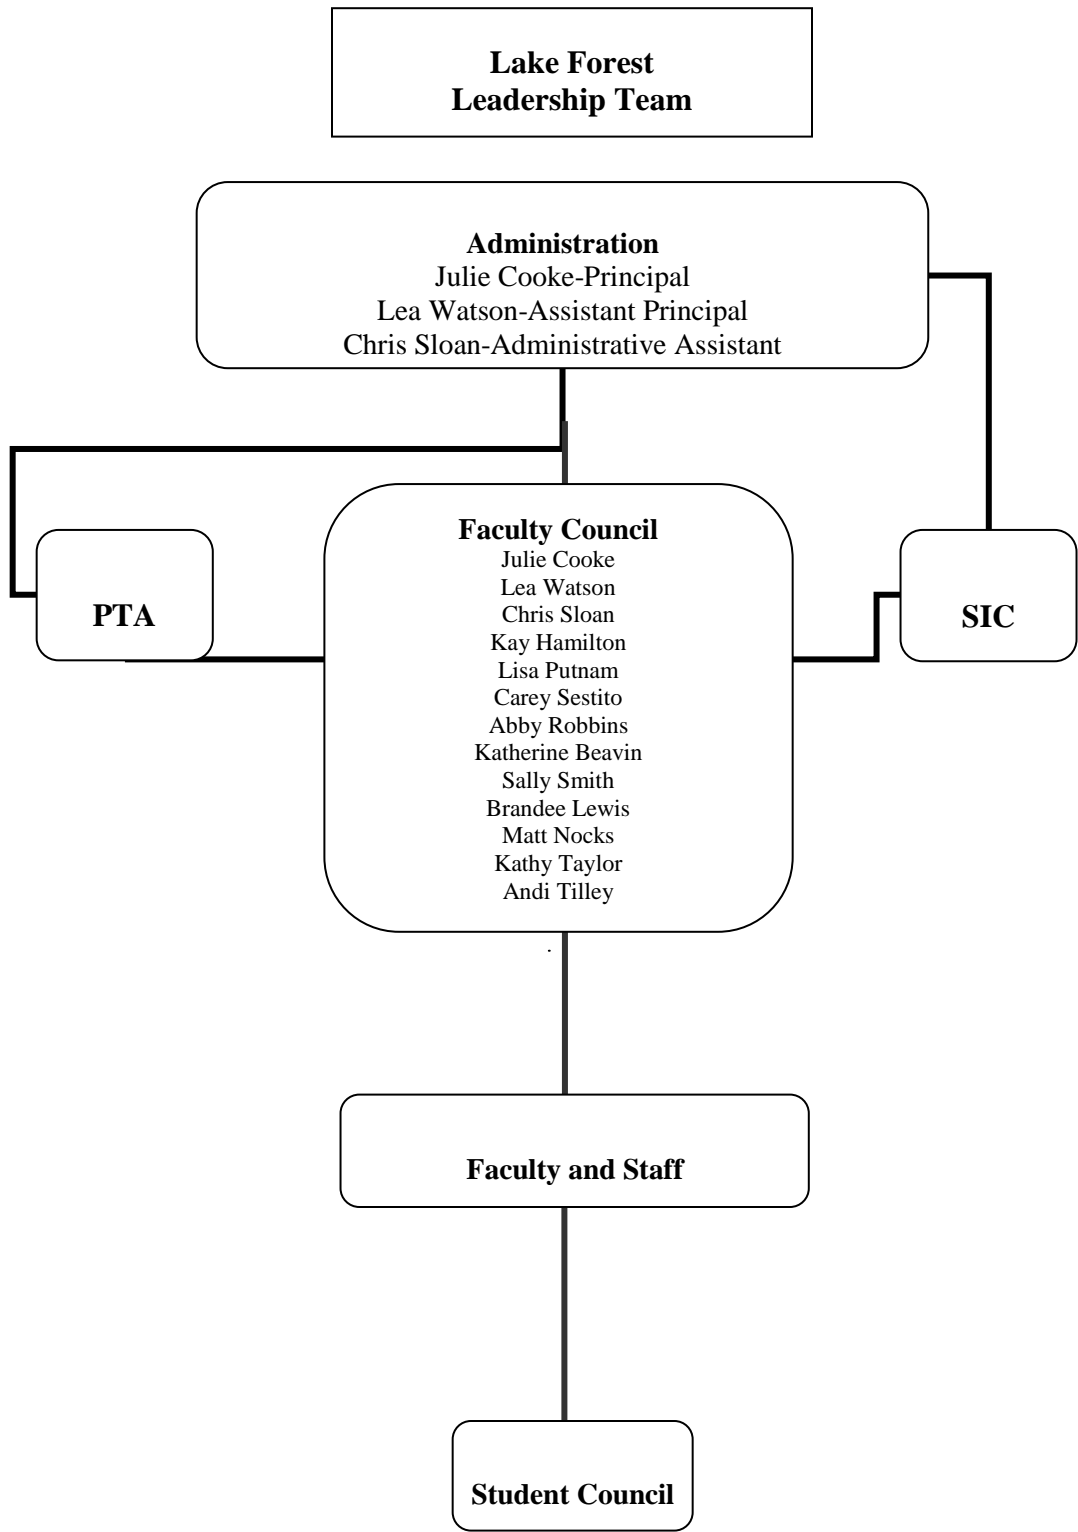 Lake Forest
Leadership Team
Administration
Julie Cooke-Principal
Lea Watson-Assistant Principal
Chris Sloan-Administrative Assistant
Faculty Council
Julie Cooke
Lea Watson
Chris Sloan
Kay Hamilton
Lisa Putnam
Carey Sestito
Abby Robbins
Katherine Beavin
Sally Smith
Brandee Lewis
Matt Nocks
Kathy Taylor
Andi Tilley
.
PTA
SIC
Faculty and Staff
Student Council